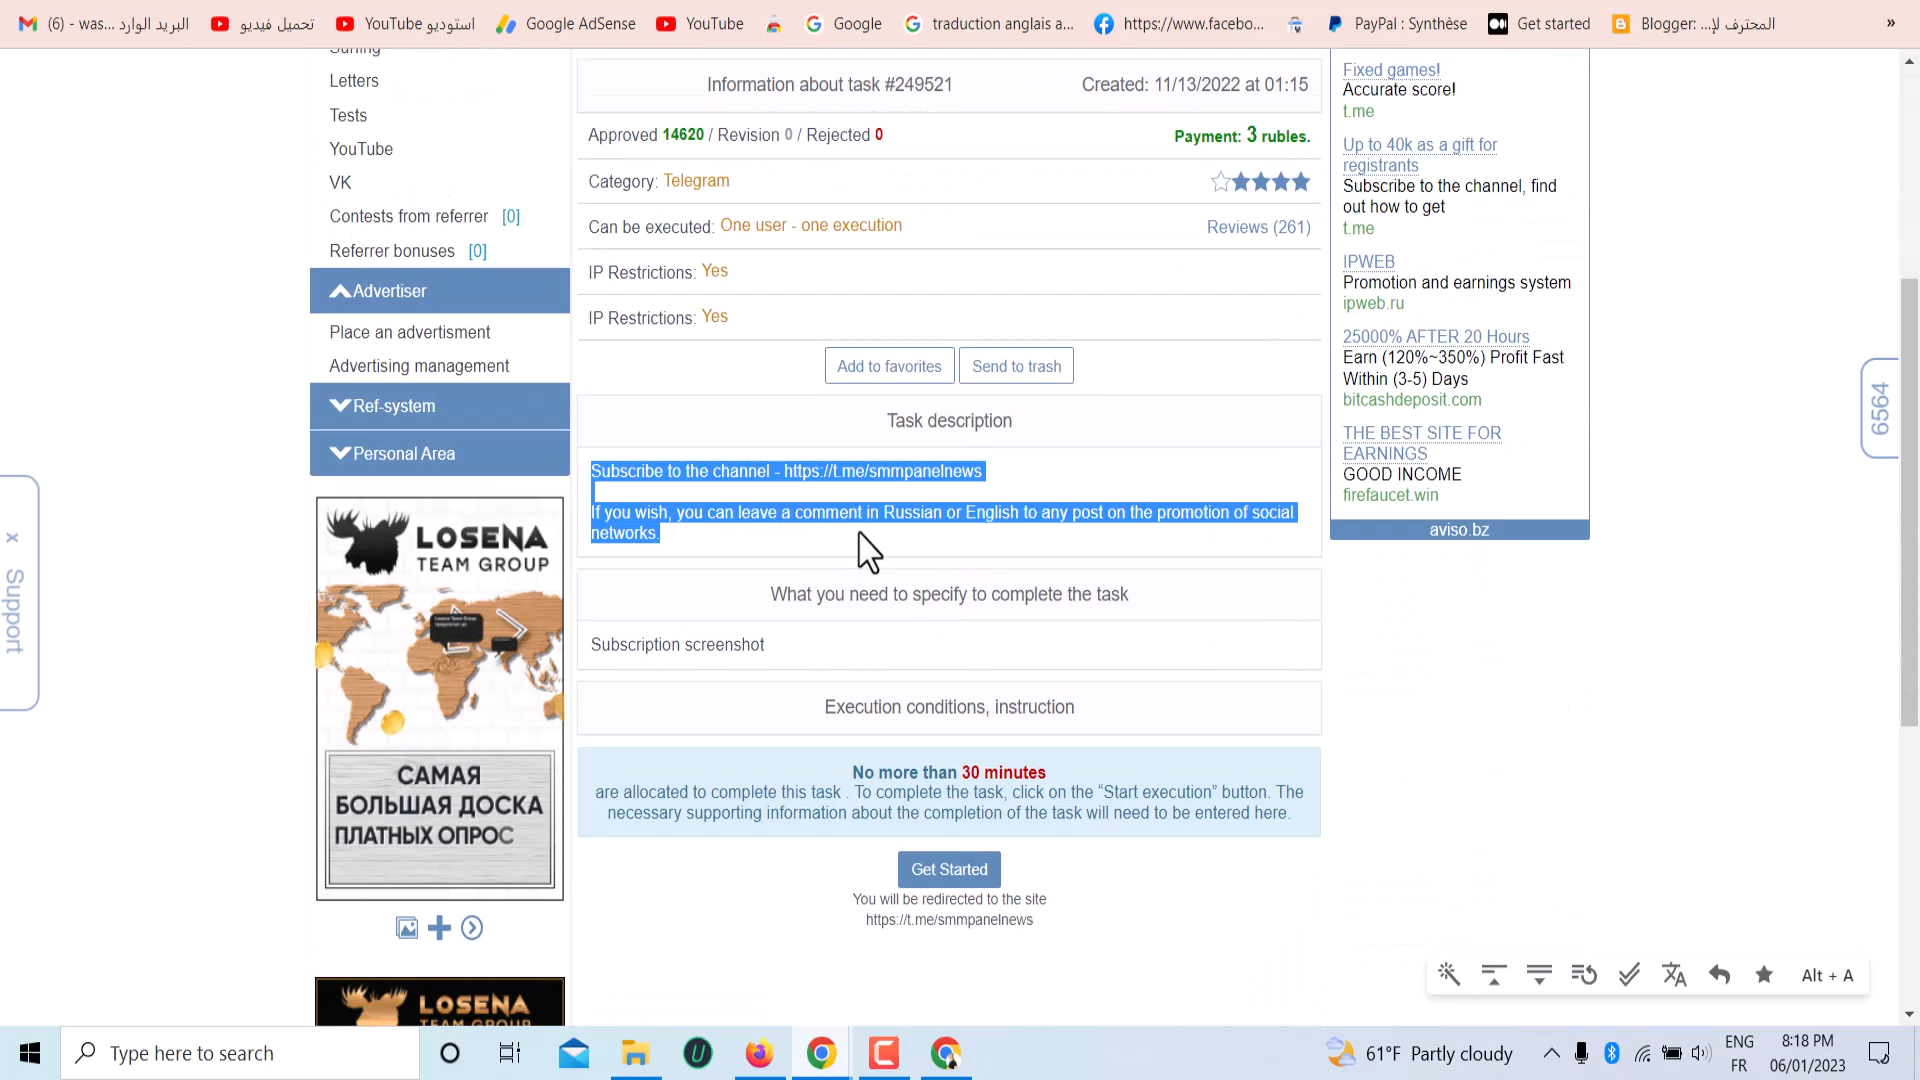 (6) - was... البريد الوارد
تحميل فيديو
YouTube استوديو
Google AdSense
YouTube
Google
traduction anglais a...
https://www.facebo...
PayPal : Synthèse
Get started
Blogger: ...المحترف لإ
»
Surfing
Letters
Tests
YouTube
VK
Contests from referrer [0]
Referrer bonuses [0]
Advertiser
Place an advertisment
Advertising management
Ref-system
Personal Area
LOSENA
TEAM GROUP
САМАЯ
БОЛЬШАЯ ДОСКА
ПЛАТНЫХ ОПРОС
LOSENA
TEAM GROUP
x Support
Information about task #249521
Created: 11/13/2022 at 01:15
Approved 14620 / Revision 0 / Rejected 0
Payment: 3 rubles.
Category: Telegram
Can be executed: One user - one execution
Reviews (261)
IP Restrictions: Yes
IP Restrictions: Yes
Add to favorites
Send to trash
Task description
Subscribe to the channel - https://t.me/smmpanelnews
If you wish, you can leave a comment in Russian or English to any post on the promotion of social
networks.
What you need to specify to complete the task
Subscription screenshot
Execution conditions, instruction
No more than 30 minutes
are allocated to complete this task . To complete the task, click on the “Start execution” button. The
necessary supporting information about the completion of the task will need to be entered here.
Get Started
You will be redirected to the site
https://t.me/smmpanelnews
Fixed games!
Accurate score!
t.me
Up to 40k as a gift for
registrants
Subscribe to the channel, find
out how to get
t.me
IPWEB
Promotion and earnings system
ipweb.ru
25000% AFTER 20 Hours
Earn (120%~350%) Profit Fast
Within (3-5) Days
bitcashdeposit.com
THE BEST SITE FOR
EARNINGS
GOOD INCOME
firefaucet.win
aviso.bz
6564
Alt + A
Type here to search
61°F Partly cloudy
ENG
FR
8:18 PM
06/01/2023